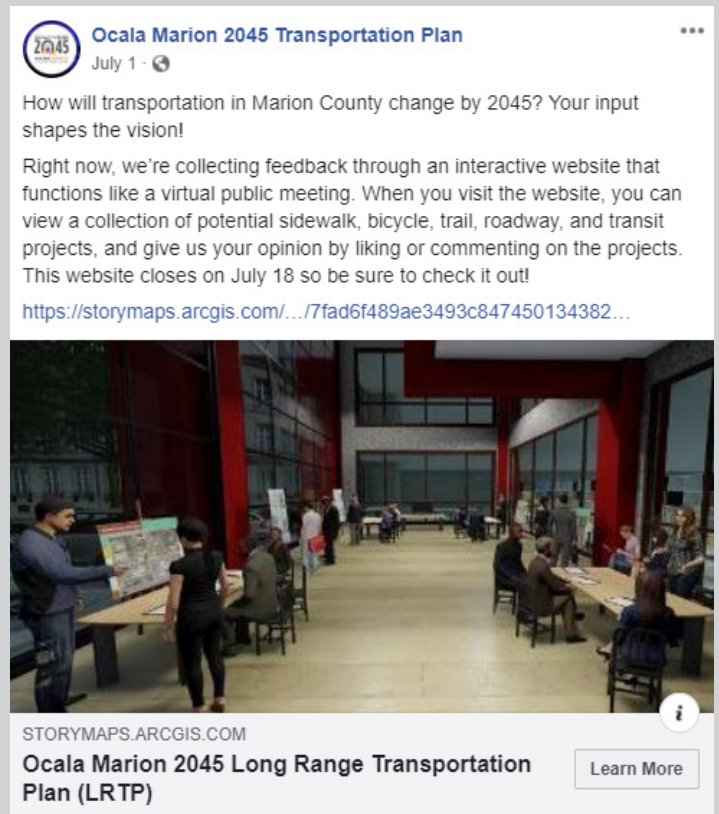 2045
Ocala Marion 2045 Transportation Plan
July 1 ·
How will transportation in Marion County change by 2045? Your input
shapes the vision!
Right now, we're collecting feedback through an interactive website that
functions like a virtual public meeting. When you visit the website, you can
view a collection of potential sidewalk, bicycle, trail, roadway, and transit
projects, and give us your opinion by liking or commenting on the projects.
This website closes on July 18 so be sure to check it out!
https://storymaps.arcgis.com/.../7fad6f489ae3493c847450134382...
i
STORYMAPS.ARCGIS.COM
Ocala Marion 2045 Long Range Transportation
Plan (LRTP)
Learn More